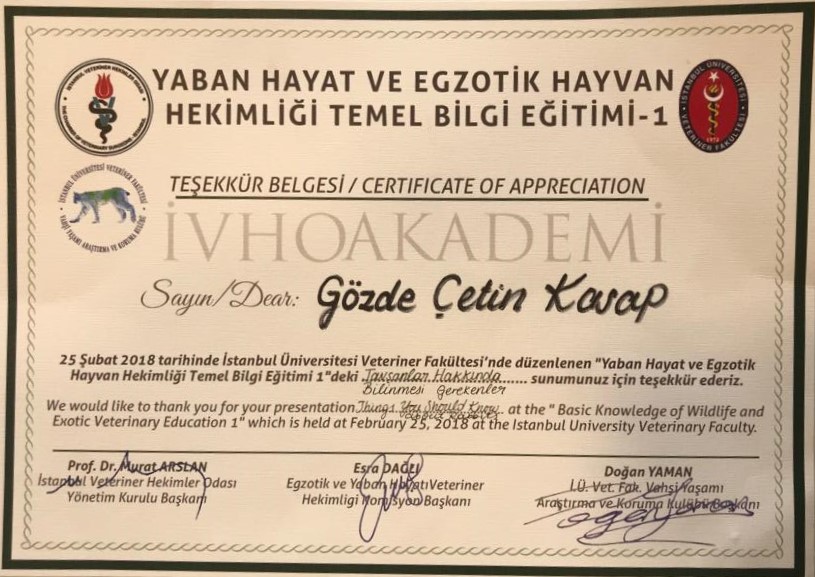 YABAN HAYAT VE EGZOTİK HAYVAN
HEKİMLİĞİ TEMEL BİLGİ EĞİTİMİ-1
TEŞEKKÜR BELGESİ / CERTIFICATE OF APPRECIATION
İVHOAKADEMİ
Sayın/Dear: Gözde Çetin Kasap
25 Şubat 2018 tarihinde İstanbul Üniversitesi Veteriner Fakültesi'nde düzenlenen "Yaban Hayat ve Egzotik
Hayvan Hekimliği Temel Bilgi Eğitimi 1"deki Tavşanlar Hakkında sunumunuz için teşekkür ederiz.
Bilinmesi Gerekenler
We would like to thank you for your presentation Things You Should Know at the " Basic Knowledge of Wildlife and
Exotic Veterinary Education 1" which is held at February 25, 2018 at the Istanbul University Veterinary Faculty.
Prof. Dr. Murat ARSLAN
İstanbul Veteriner Hekimler Odası
Yönetim Kurulu Başkanı
Esra DAĞLI
Egzotik ve Yaban Hayatı Veteriner
Hekimligi Komisyon Başkanı
Doğan YAMAN
İ.Ü. Vet. Fak. Vahşi Yaşamı
Araştırma ve Koruma Kulübü Başkanı